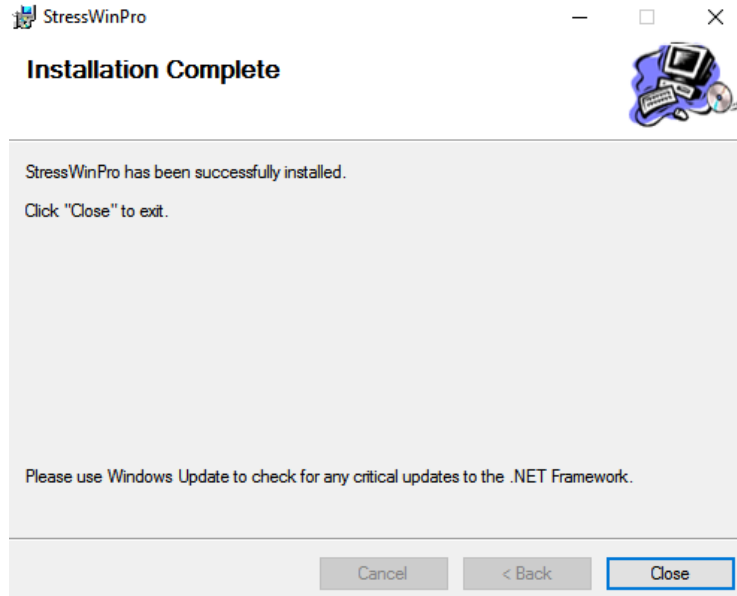 StressWinPro
Installation Complete
StressWinPro has been successfully installed.
Click "Close" to exit.
Please use Windows Update to check for any critical updates to the .NET Framework.
Cancel
< Back
Close